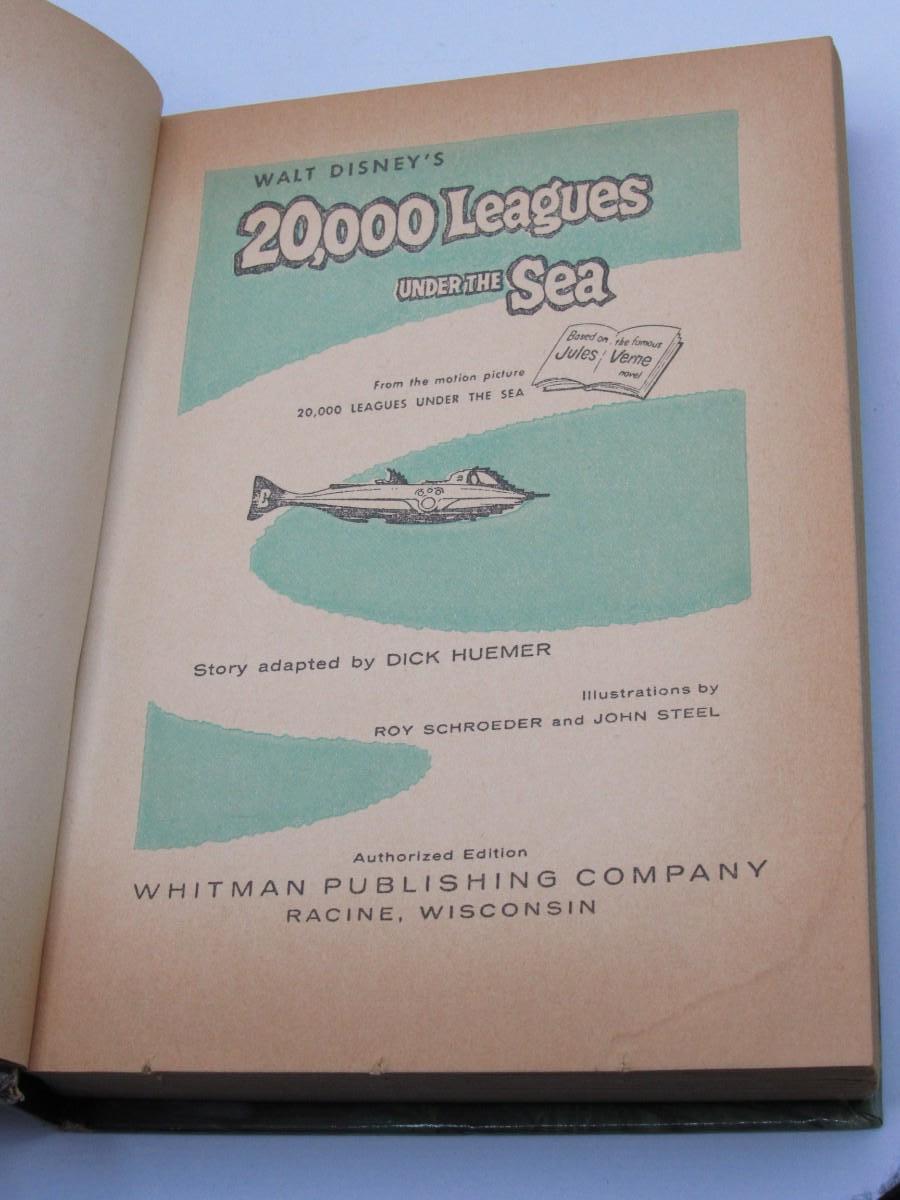 WALT DISNEY'S
20,000 Leagues
UNDER THE Sea
Based on the famous
Jules Verne
novel
From the motion picture
20,000 LEAGUES UNDER THE SEA
Story adapted by DICK HUEMER
Illustrations by
ROY SCHROEDER and JOHN STEEL
Authorized Edition
WHITMAN PUBLISHING COMPANY
RACINE, WISCONSIN